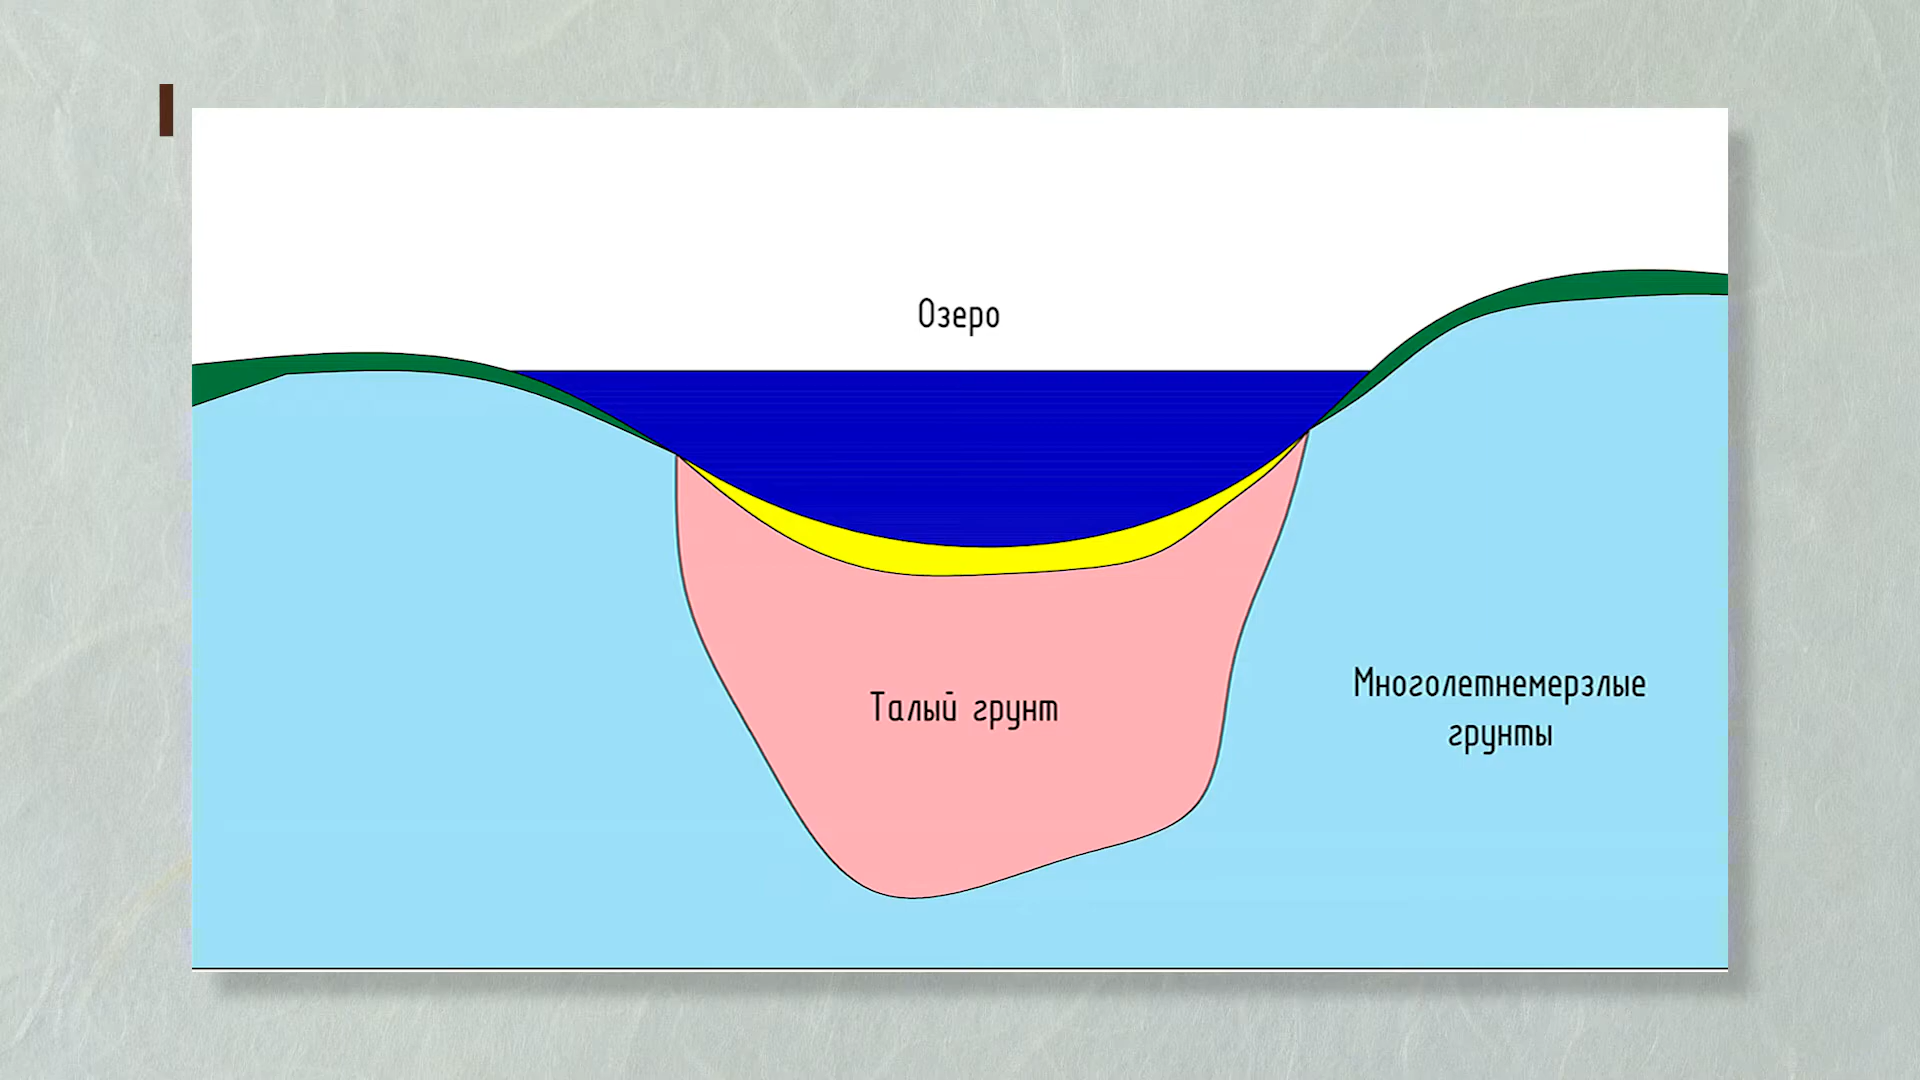 Озеро
Талый грунт
Многолетнемерзлые
грунты